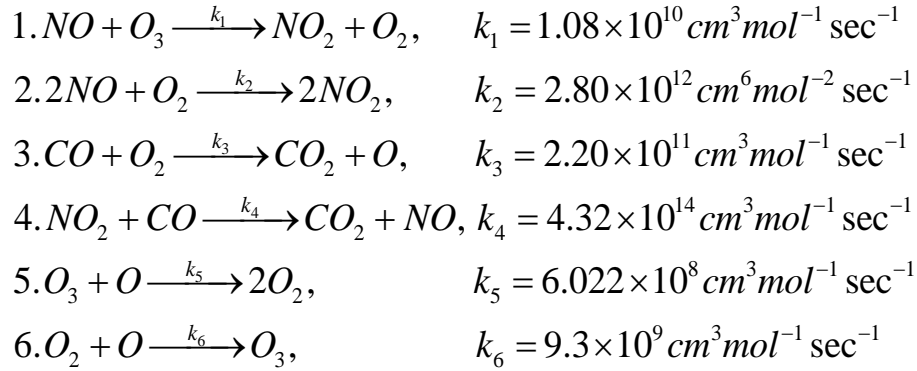 1.NO + O₃ —k₁→ NO₂ + O₂, k₁ = 1.08×10¹⁰ cm³mol⁻¹ sec⁻¹
2.2NO + O₂ —k₂→ 2NO₂, k₂ = 2.80×10¹² cm⁶mol⁻² sec⁻¹
3.CO + O₂ —k₃→ CO₂ + O, k₃ = 2.20×10¹¹ cm³mol⁻¹ sec⁻¹
4.NO₂ + CO —k₄→ CO₂ + NO, k₄ = 4.32×10¹⁴ cm³mol⁻¹ sec⁻¹
5.O₃ + O —k₅→ 2O₂, k₅ = 6.022×10⁸ cm³mol⁻¹ sec⁻¹
6.O₂ + O —k₆→ O₃, k₆ = 9.3×10⁹ cm³mol⁻¹ sec⁻¹